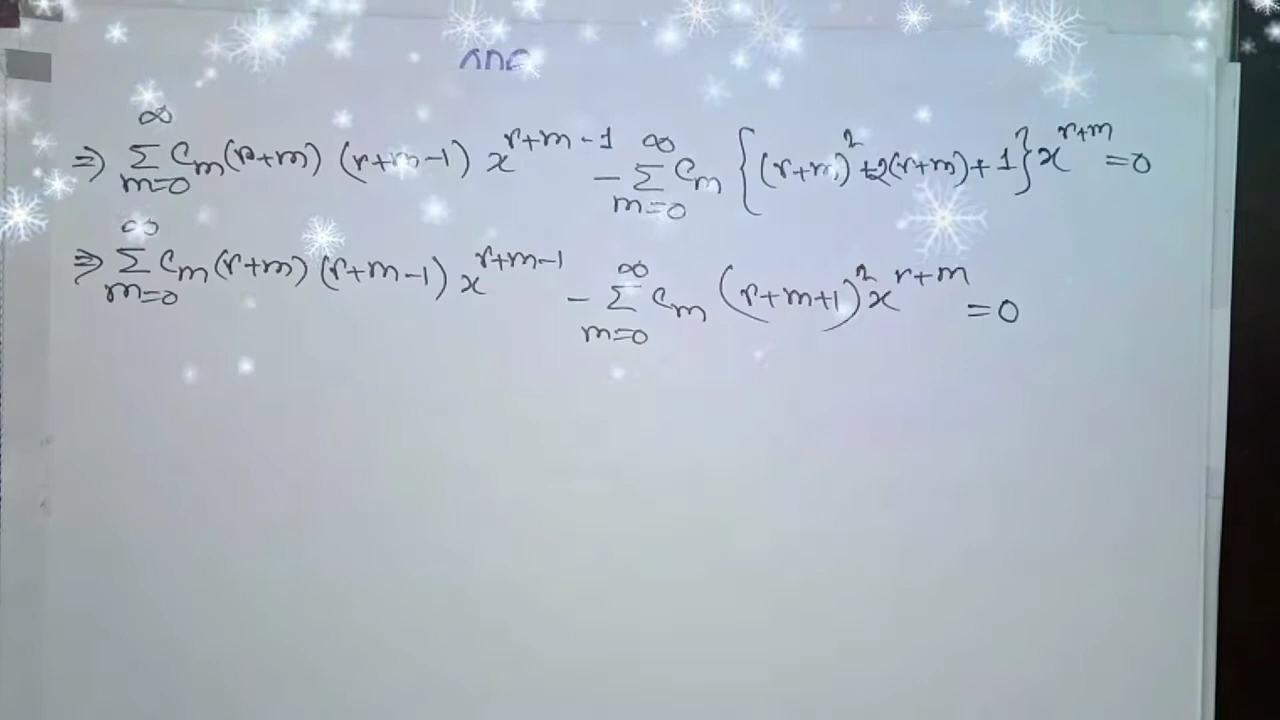 ⇒ ∑_{m=0}^{∞} C_m (r+m) (r+m-1) x^{r+m-1} - ∑_{m=0}^{∞} C_m {(r+m)^2 +2(r+m)+1} x^{r+m} = 0
⇒ ∑_{m=0}^{∞} C_m (r+m) (r+m-1) x^{r+m-1} - ∑_{m=0}^{∞} C_m (r+m+1)^2 x^{r+m} = 0